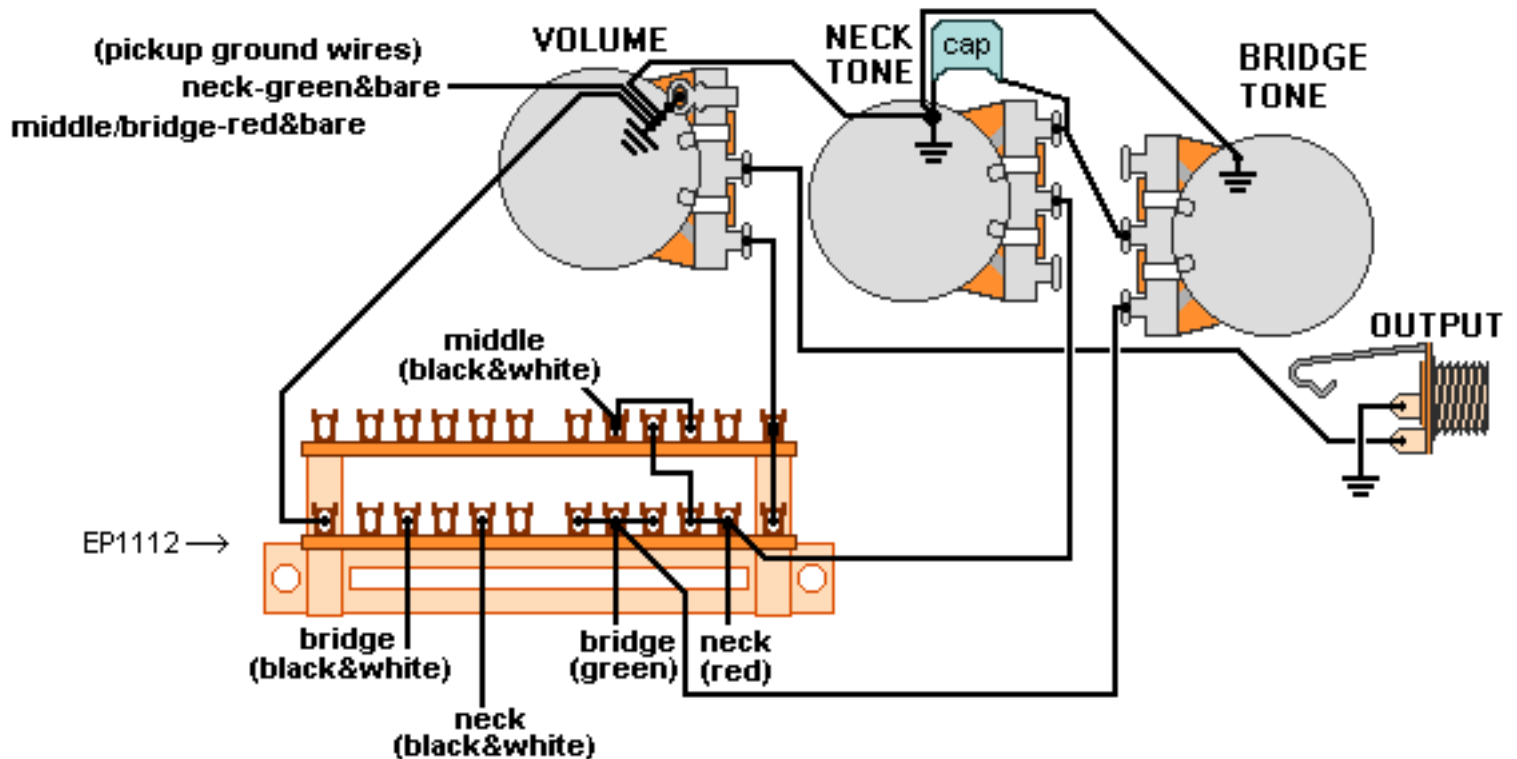 (pickup ground wires)
neck-green&bare
middle/bridge-red&bare
VOLUME
NECK
TONE
cap
BRIDGE
TONE
OUTPUT
middle
(black&white)
EP1112
bridge
(black&white)
neck
(black&white)
bridge
(green)
neck
(red)